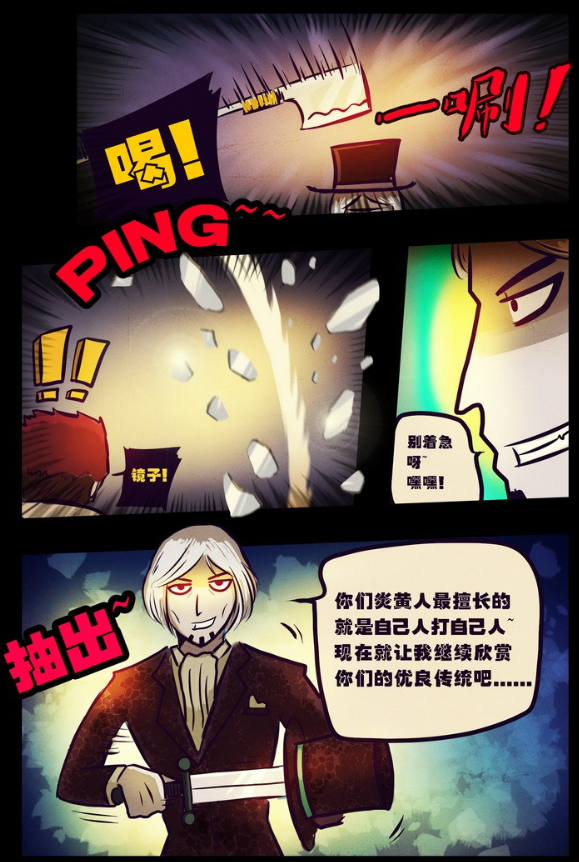 喝!
一唰!
PING~~
!!
镜子!
别着急
呀~
嘿嘿!
抽出~
你们炎黄人最擅长的
就是自己人打自己人~
现在就让我继续欣赏
你们的优良传统吧......